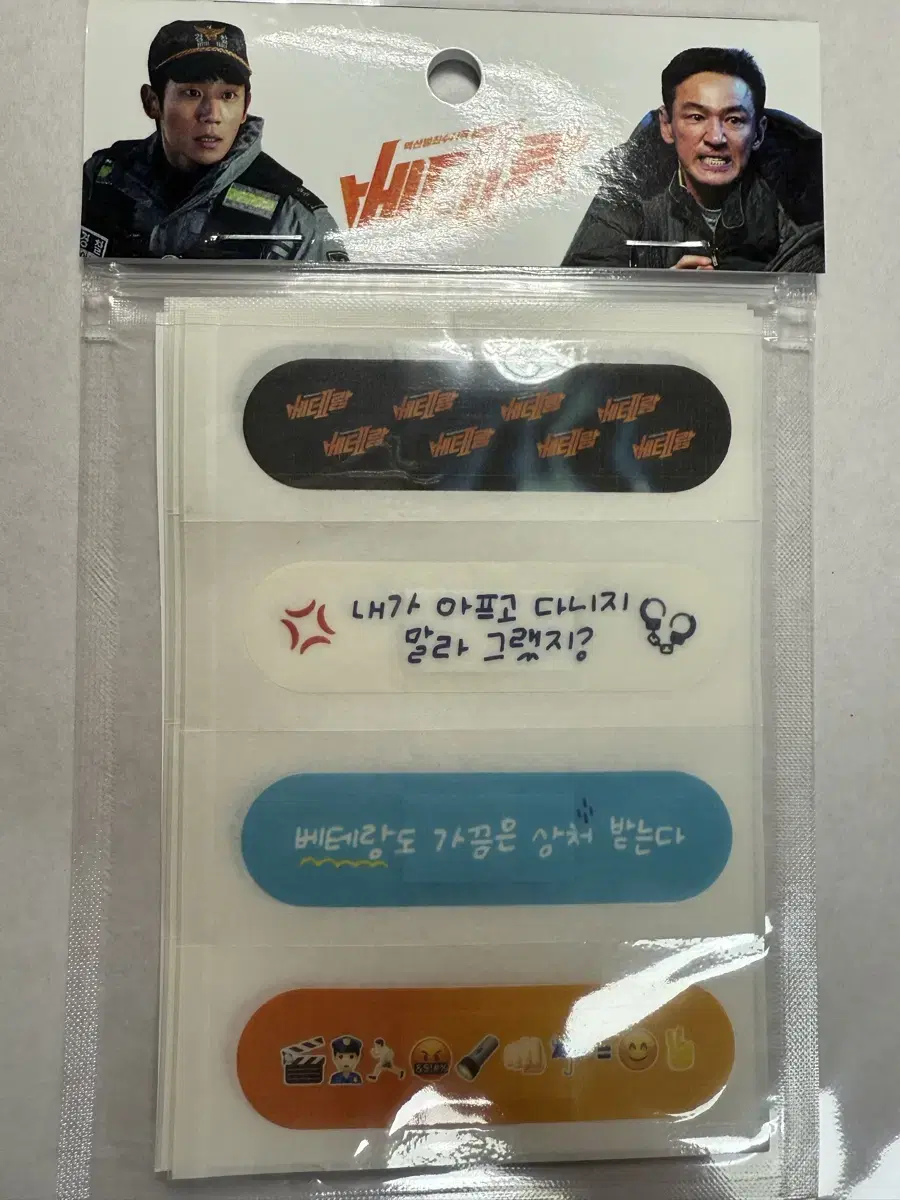 경찰
베테랑
베테랑 베테랑 베테랑 베테랑
베테랑 베테랑 베테랑 베테랑
내가 아프고 다니지
말라 그랬지?
베테랑도 가끔은 상처 받는다
&$!#%
=